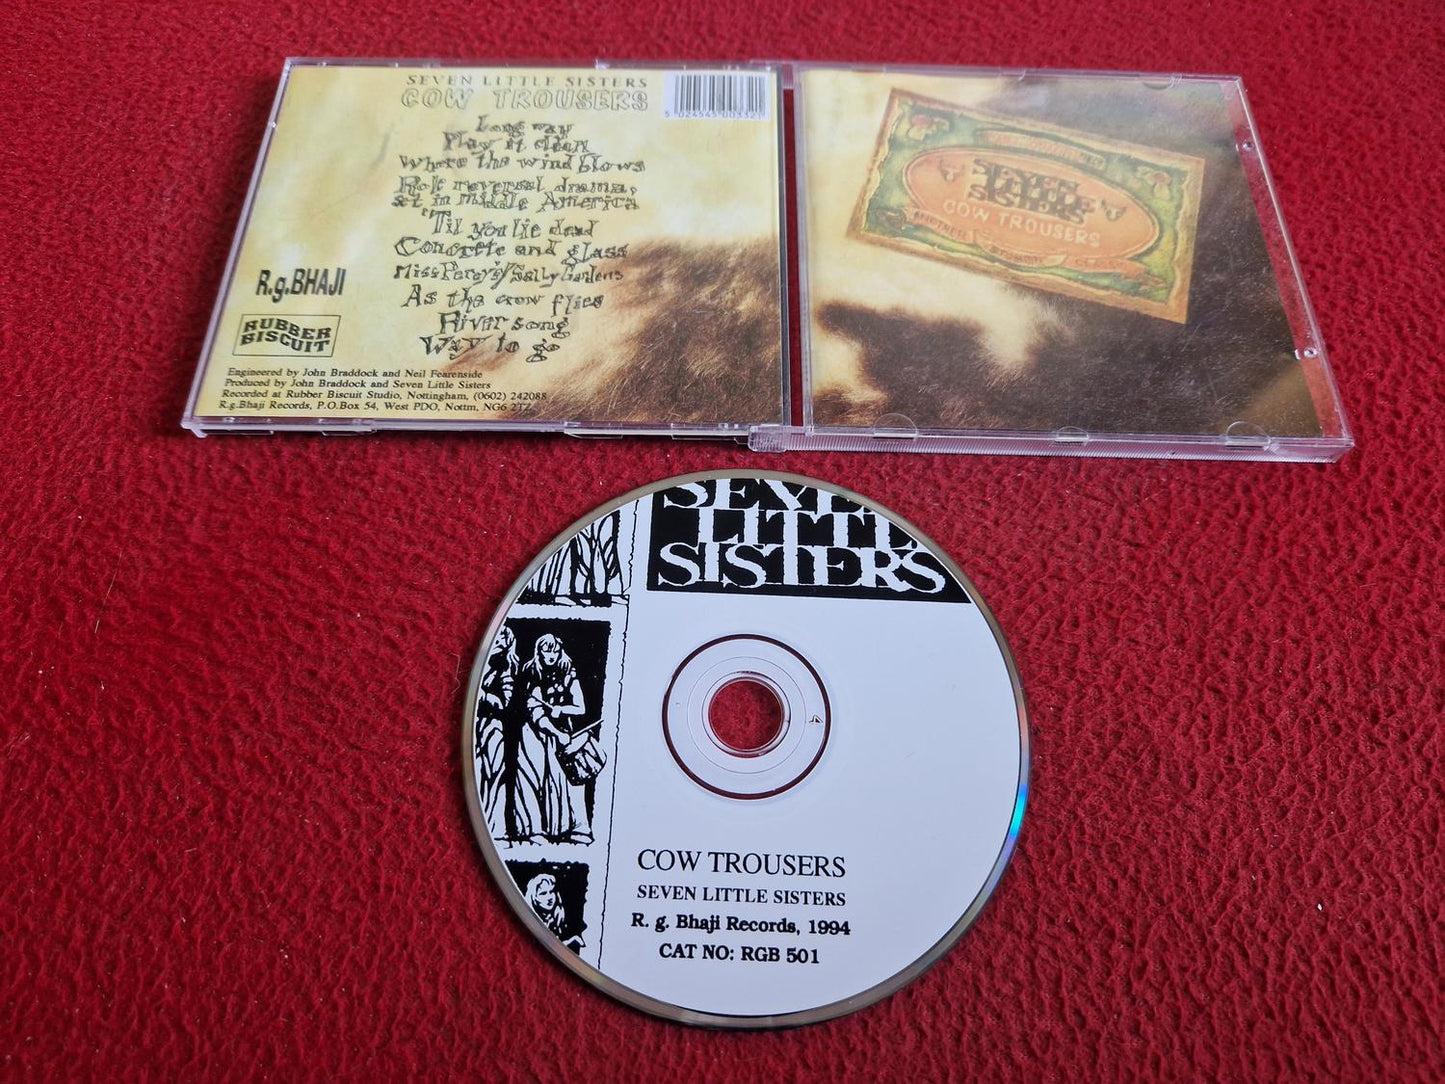 SEVEN LITTLE SISTERS
COW TROUSERS
5 024545 003321
Long way
Play it dead
Where the wind blows
Role reversal drama,
set in middle America
'Til you lie dead
Concrete and glass
Miss Percy's/Sally Gardens
As the crow flies
River song
Way to go
R.g.BHAJI
RUBBER
BISCUIT
Engineered by John Braddock and Neil Fearenside
Produced by John Braddock and Seven Little Sisters
Recorded at Rubber Biscuit Studio, Nottingham, (0602) 242088
R.g.Bhaji Records, P.O.Box 54, West PDO, Nottm, NG6 2TZ
SEVEN
LITTLE
SISTERS
COW TROUSERS
ANOTHER
SEVEN
LITTLE
SISTERS
COW TROUSERS
SEVEN LITTLE SISTERS
R. g. Bhaji Records, 1994
CAT NO: RGB 501